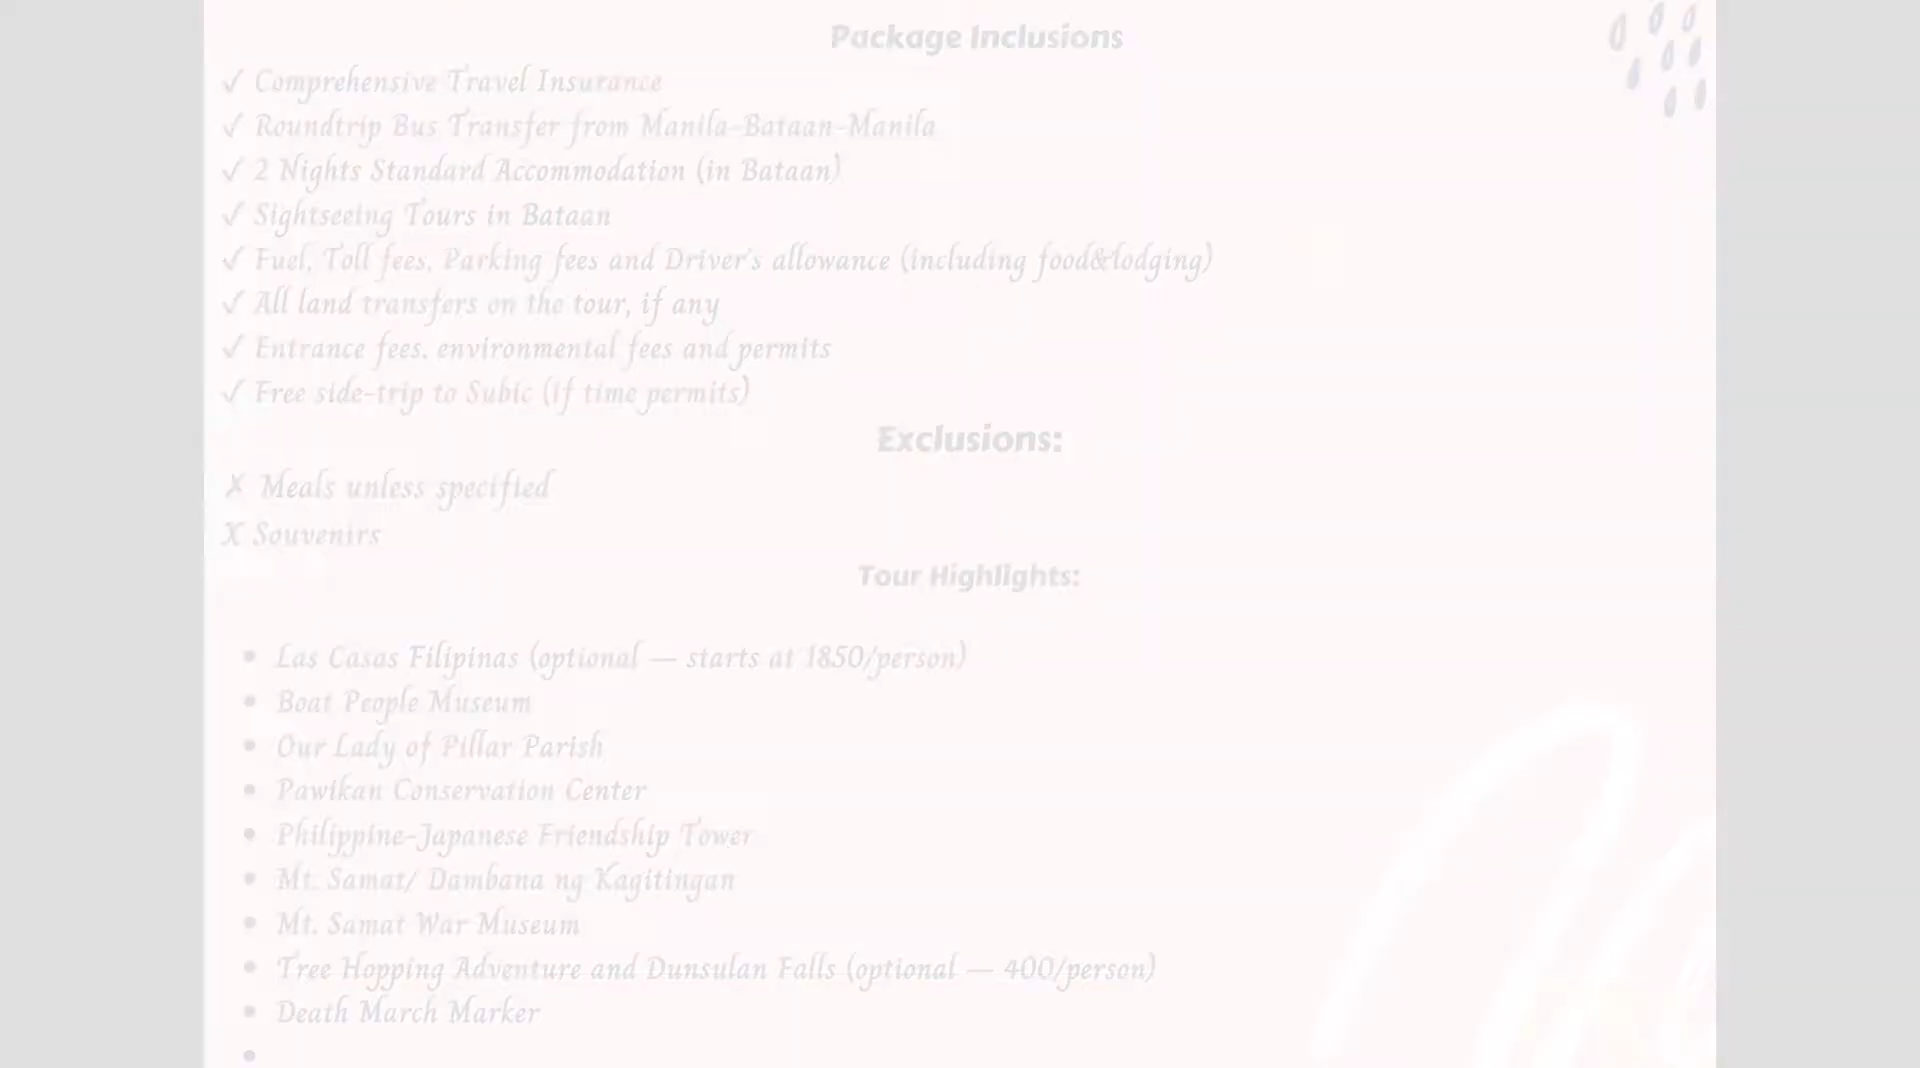 Package Inclusions
✓ Comprehensive Travel Insurance
✓ Roundtrip Bus Transfer from Manila-Bataan-Manila
✓ 2 Nights Standard Accommodation (in Bataan)
✓ Sightseeing Tours in Bataan
✓ Fuel, Toll fees, Parking fees and Driver's allowance (including food&lodging)
✓ All land transfers on the tour, if any
✓ Entrance fees, environmental fees and permits
✓ Free side-trip to Subic (if time permits)
Exclusions:
X Meals unless specified
X Souvenirs
Tour Highlights:
• Las Casas Filipinas (optional — starts at 1850/person)
• Boat People Museum
• Our Lady of Pillar Parish
• Pawikan Conservation Center
• Philippine-Japanese Friendship Tower
• Mt. Samat/ Dambana ng Kagitingan
• Mt. Samat War Museum
• Tree Hopping Adventure and Dunsulan Falls (optional — 400/person)
• Death March Marker
•